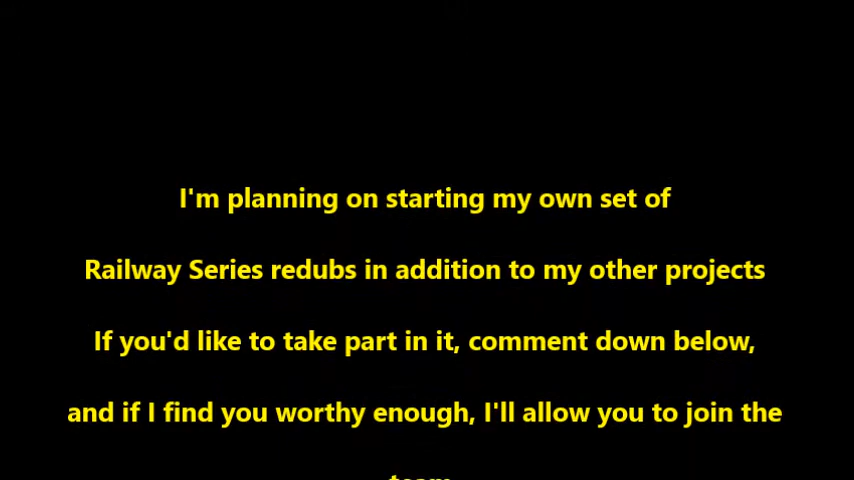 I'm planning on starting my own set of
Railway Series redubs in addition to my other projects
If you'd like to take part in it, comment down below,
and if I find you worthy enough, I'll allow you to join the
team